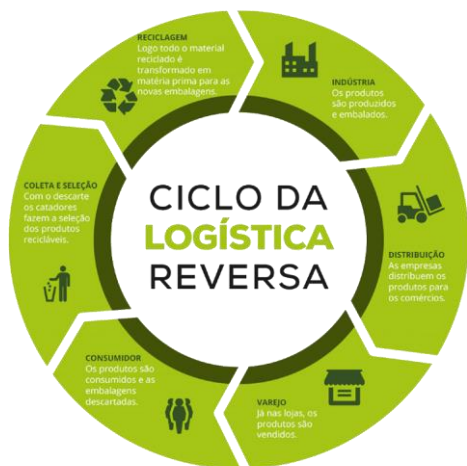 CICLO DA
LOGÍSTICA
REVERSA
INDÚSTRIA
Os produtos
são produzidos
e embalados.
DISTRIBUIÇÃO
As empresas
distribuem os
produtos para
os comércios.
VAREJO
Já nas lojas, os
produtos são
vendidos.
CONSUMIDOR
Os produtos são
consumidos e as
embalagens
descartadas.
COLETA E SELEÇÃO
Com o descarte
os catadores
fazem a seleção
dos produtos
recicláveis.
RECICLAGEM
Logo todo o material
reciclado é
transformado em
matéria prima para as
novas embalagens.